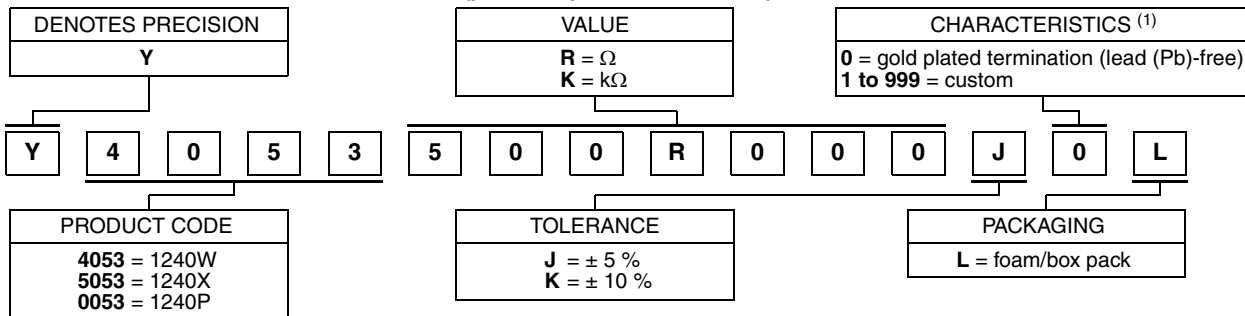 DENOTES PRECISION
Y
VALUE
R = Ω
K = kΩ
CHARACTERISTICS (1)
0 = gold plated termination (lead (Pb)-free)
1 to 999 = custom
Y 4 0 5 3 5 0 0 R 0 0 0 J 0 L
PRODUCT CODE
4053 = 1240W
5053 = 1240X
0053 = 1240P
TOLERANCE
J = ± 5 %
K = ± 10 %
PACKAGING
L = foam/box pack